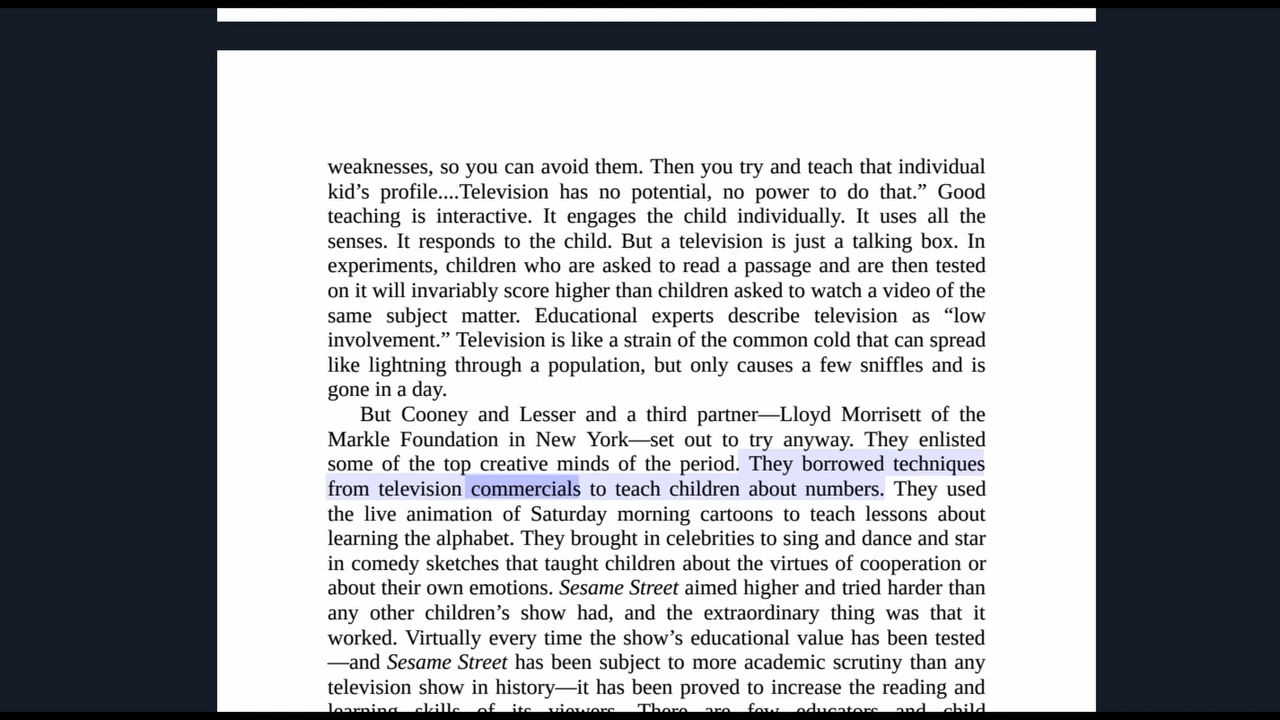 weaknesses, so you can avoid them. Then you try and teach that individual
kid’s profile....Television has no potential, no power to do that.” Good
teaching is interactive. It engages the child individually. It uses all the
senses. It responds to the child. But a television is just a talking box. In
experiments, children who are asked to read a passage and are then tested
on it will invariably score higher than children asked to watch a video of the
same subject matter. Educational experts describe television as “low
involvement.” Television is like a strain of the common cold that can spread
like lightning through a population, but only causes a few sniffles and is
gone in a day.
But Cooney and Lesser and a third partner—Lloyd Morrisett of the
Markle Foundation in New York—set out to try anyway. They enlisted
some of the top creative minds of the period. They borrowed techniques
from television commercials to teach children about numbers. They used
the live animation of Saturday morning cartoons to teach lessons about
learning the alphabet. They brought in celebrities to sing and dance and star
in comedy sketches that taught children about the virtues of cooperation or
about their own emotions. Sesame Street aimed higher and tried harder than
any other children’s show had, and the extraordinary thing was that it
worked. Virtually every time the show’s educational value has been tested
—and Sesame Street has been subject to more academic scrutiny than any
television show in history—it has been proved to increase the reading and
learning skills of its viewers. There are few educators and child